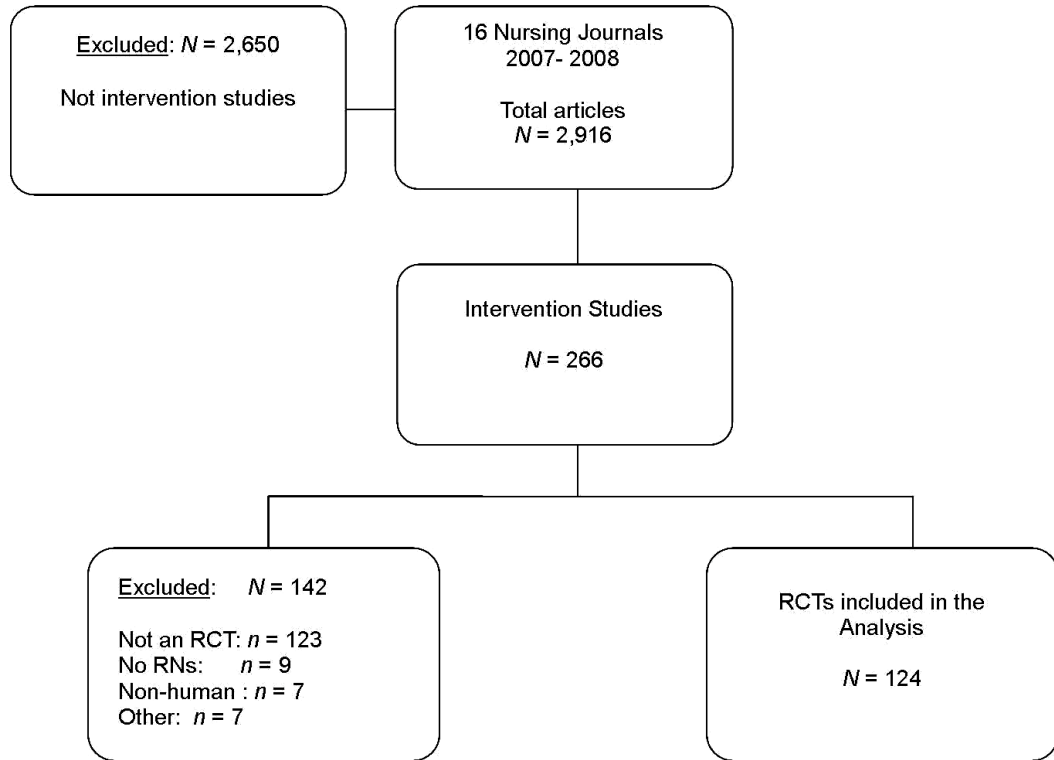 Excluded: N = 2,650
Not intervention studies
16 Nursing Journals
2007- 2008
Total articles
N = 2,916
Intervention Studies
N = 266
Excluded: N = 142
Not an RCT: n = 123
No RNs: n = 9
Non-human : n = 7
Other: n = 7
RCTs included in the
Analysis
N = 124